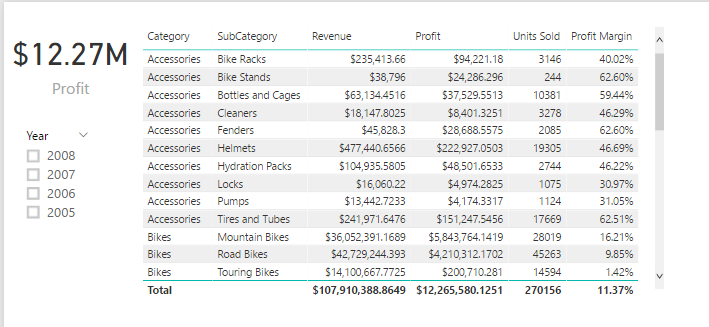 $12.27M
Profit
Year
2008
2007
2006
2005
Category SubCategory Revenue Profit Units Sold Profit Margin
Accessories Bike Racks $235,413.66 $94,221.18 3146 40.02%
Accessories Bike Stands $38,796 $24,286.296 244 62.60%
Accessories Bottles and Cages $63,134.4516 $37,529.5513 10381 59.44%
Accessories Cleaners $18,147.8025 $8,401.3251 3278 46.29%
Accessories Fenders $45,828.3 $28,688.5575 2085 62.60%
Accessories Helmets $477,440.6566 $222,927.0503 19305 46.69%
Accessories Hydration Packs $104,935.5805 $48,501.6533 2744 46.22%
Accessories Locks $16,060.22 $4,974.2825 1075 30.97%
Accessories Pumps $13,442.7233 $4,174.3317 1124 31.05%
Accessories Tires and Tubes $241,971.6476 $151,247.5456 17669 62.51%
Bikes Mountain Bikes $36,052,391.1689 $5,843,764.1419 28019 16.21%
Bikes Road Bikes $42,729,244.393 $4,210,312.1702 45263 9.85%
Bikes Touring Bikes $14,100,667.7725 $200,710.281 14594 1.42%
Total $107,910,388.8649 $12,265,580.1251 270156 11.37%